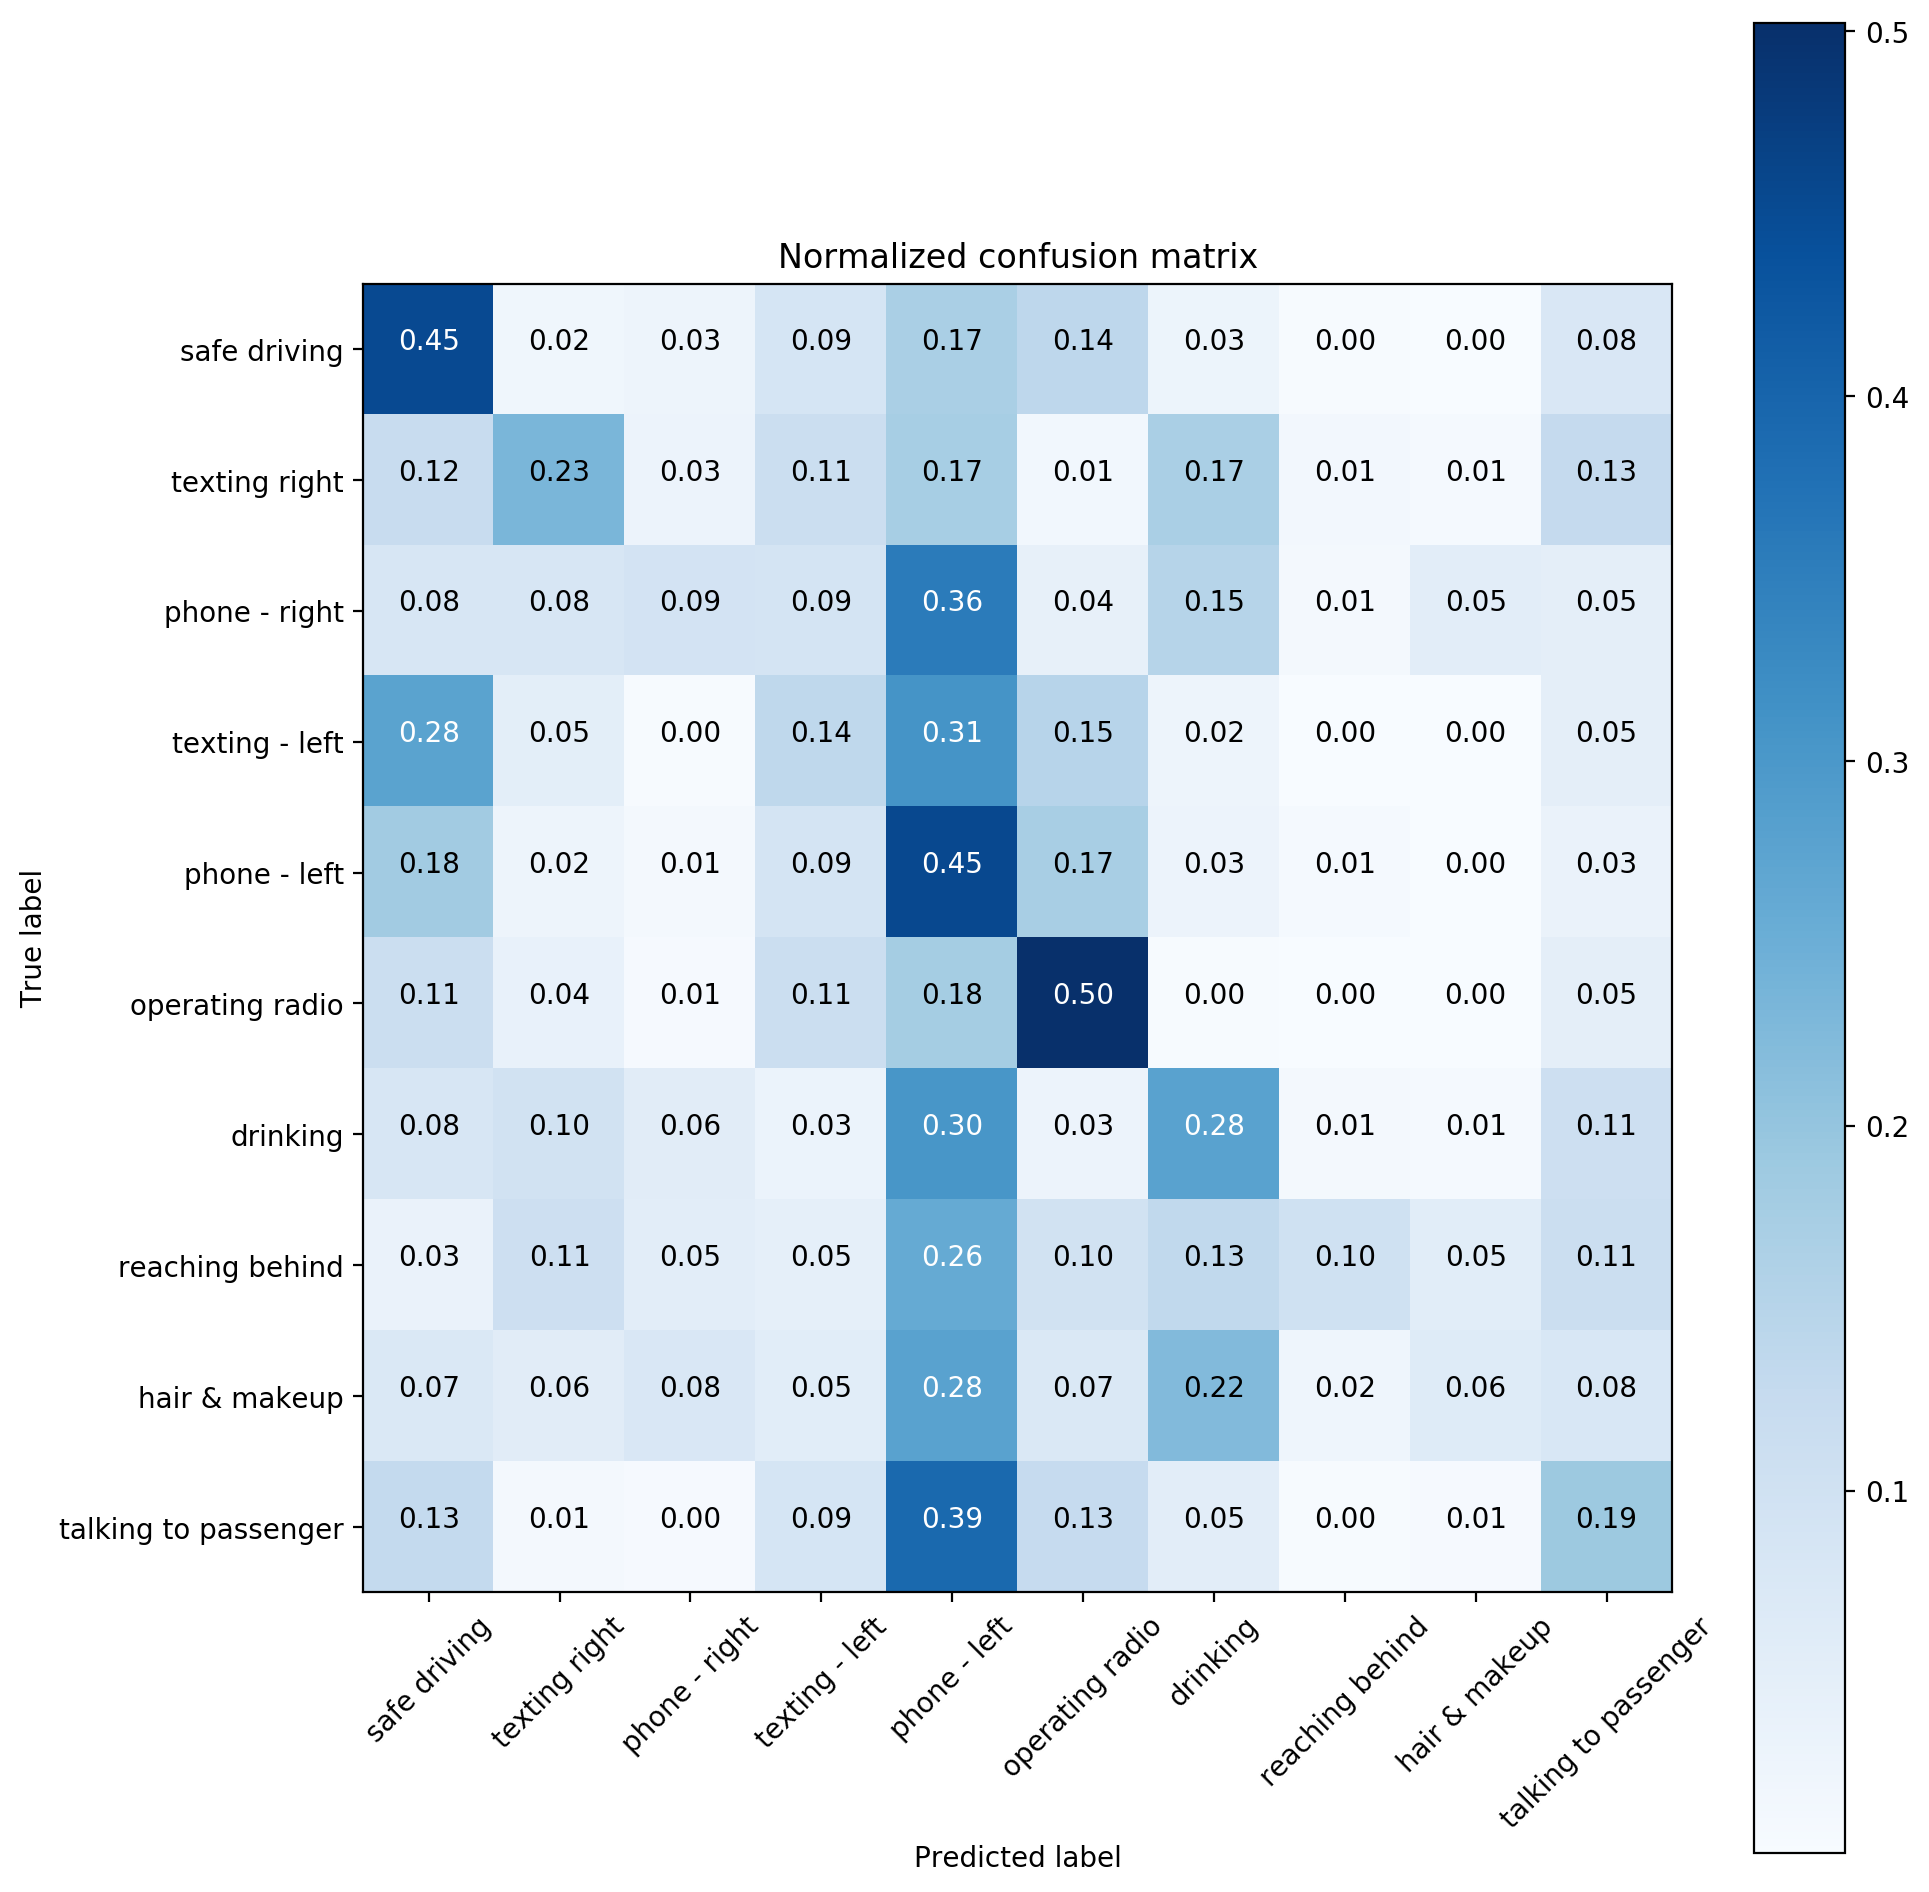 Normalized confusion matrix
safe driving 0.45 0.02 0.03 0.09 0.17 0.14 0.03 0.00 0.00 0.08
texting right 0.12 0.23 0.03 0.11 0.17 0.01 0.17 0.01 0.01 0.13
phone - right 0.08 0.08 0.09 0.09 0.36 0.04 0.15 0.01 0.05 0.05
texting - left 0.28 0.05 0.00 0.14 0.31 0.15 0.02 0.00 0.00 0.05
phone - left 0.18 0.02 0.01 0.09 0.45 0.17 0.03 0.01 0.00 0.03
operating radio 0.11 0.04 0.01 0.11 0.18 0.50 0.00 0.00 0.00 0.05
drinking 0.08 0.10 0.06 0.03 0.30 0.03 0.28 0.01 0.01 0.11
reaching behind 0.03 0.11 0.05 0.05 0.26 0.10 0.13 0.10 0.05 0.11
hair & makeup 0.07 0.06 0.08 0.05 0.28 0.07 0.22 0.02 0.06 0.08
talking to passenger 0.13 0.01 0.00 0.09 0.39 0.13 0.05 0.00 0.01 0.19
True label
safe driving
texting right
phone - right
texting - left
phone - left
operating radio
drinking
reaching behind
hair & makeup
talking to passenger
Predicted label
0.5
0.4
0.3
0.2
0.1